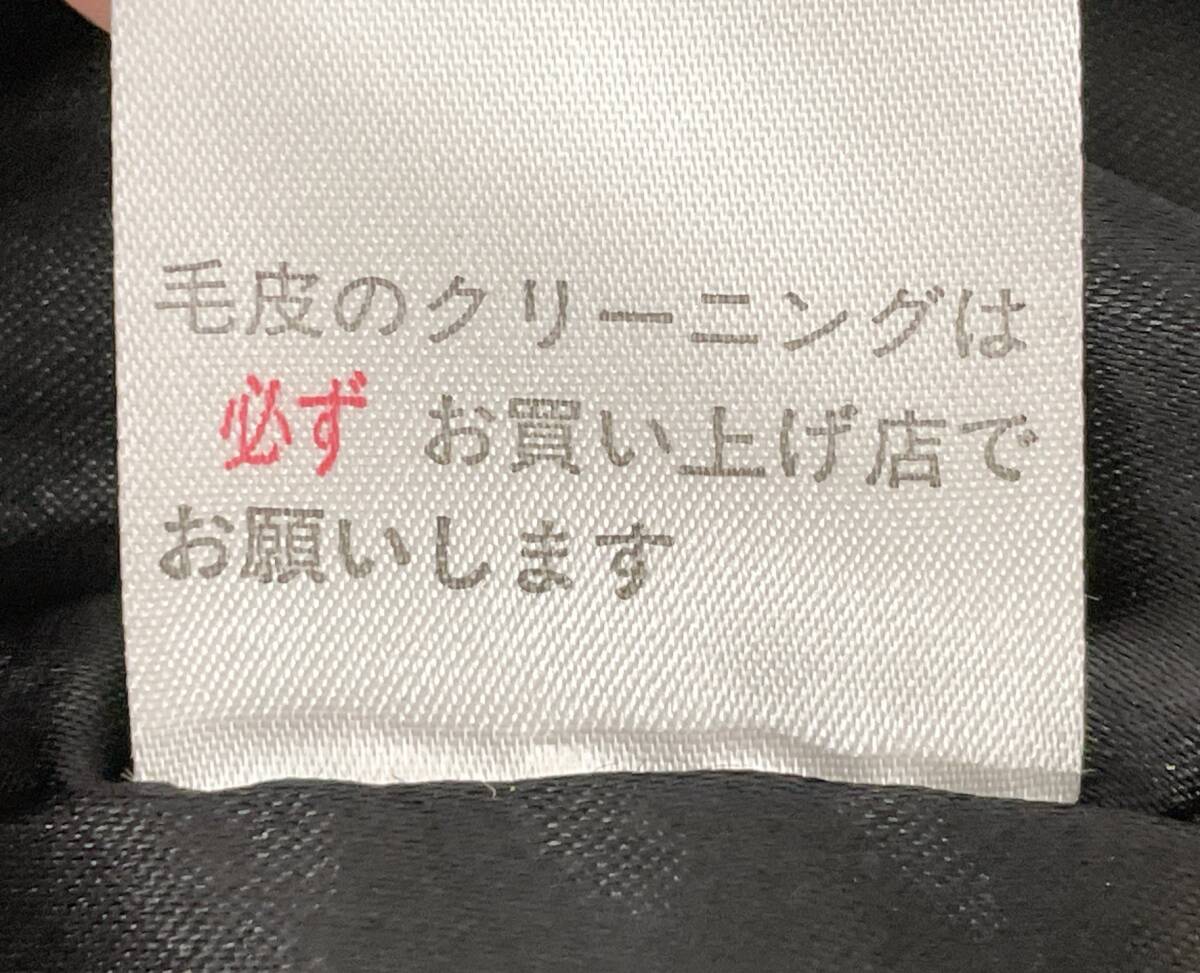 毛皮のクリーニングは
必ず お買い上げ店で
お願いします